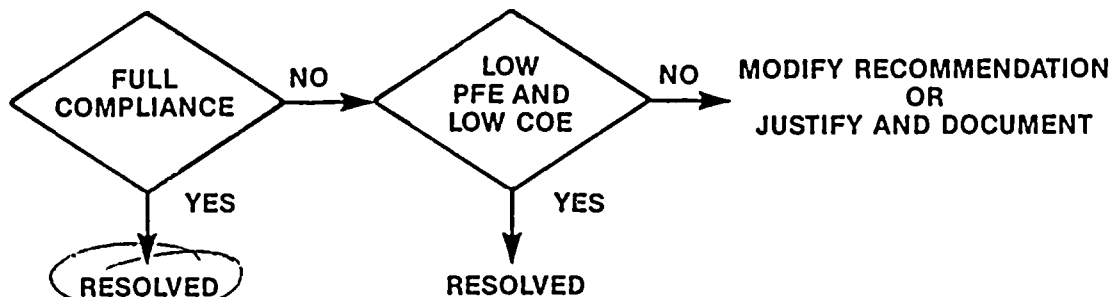 FULL
COMPLIANCE
NO
LOW
PFE AND
LOW COE
NO
MODIFY RECOMMENDATION
OR
JUSTIFY AND DOCUMENT
YES
RESOLVED
YES
RESOLVED